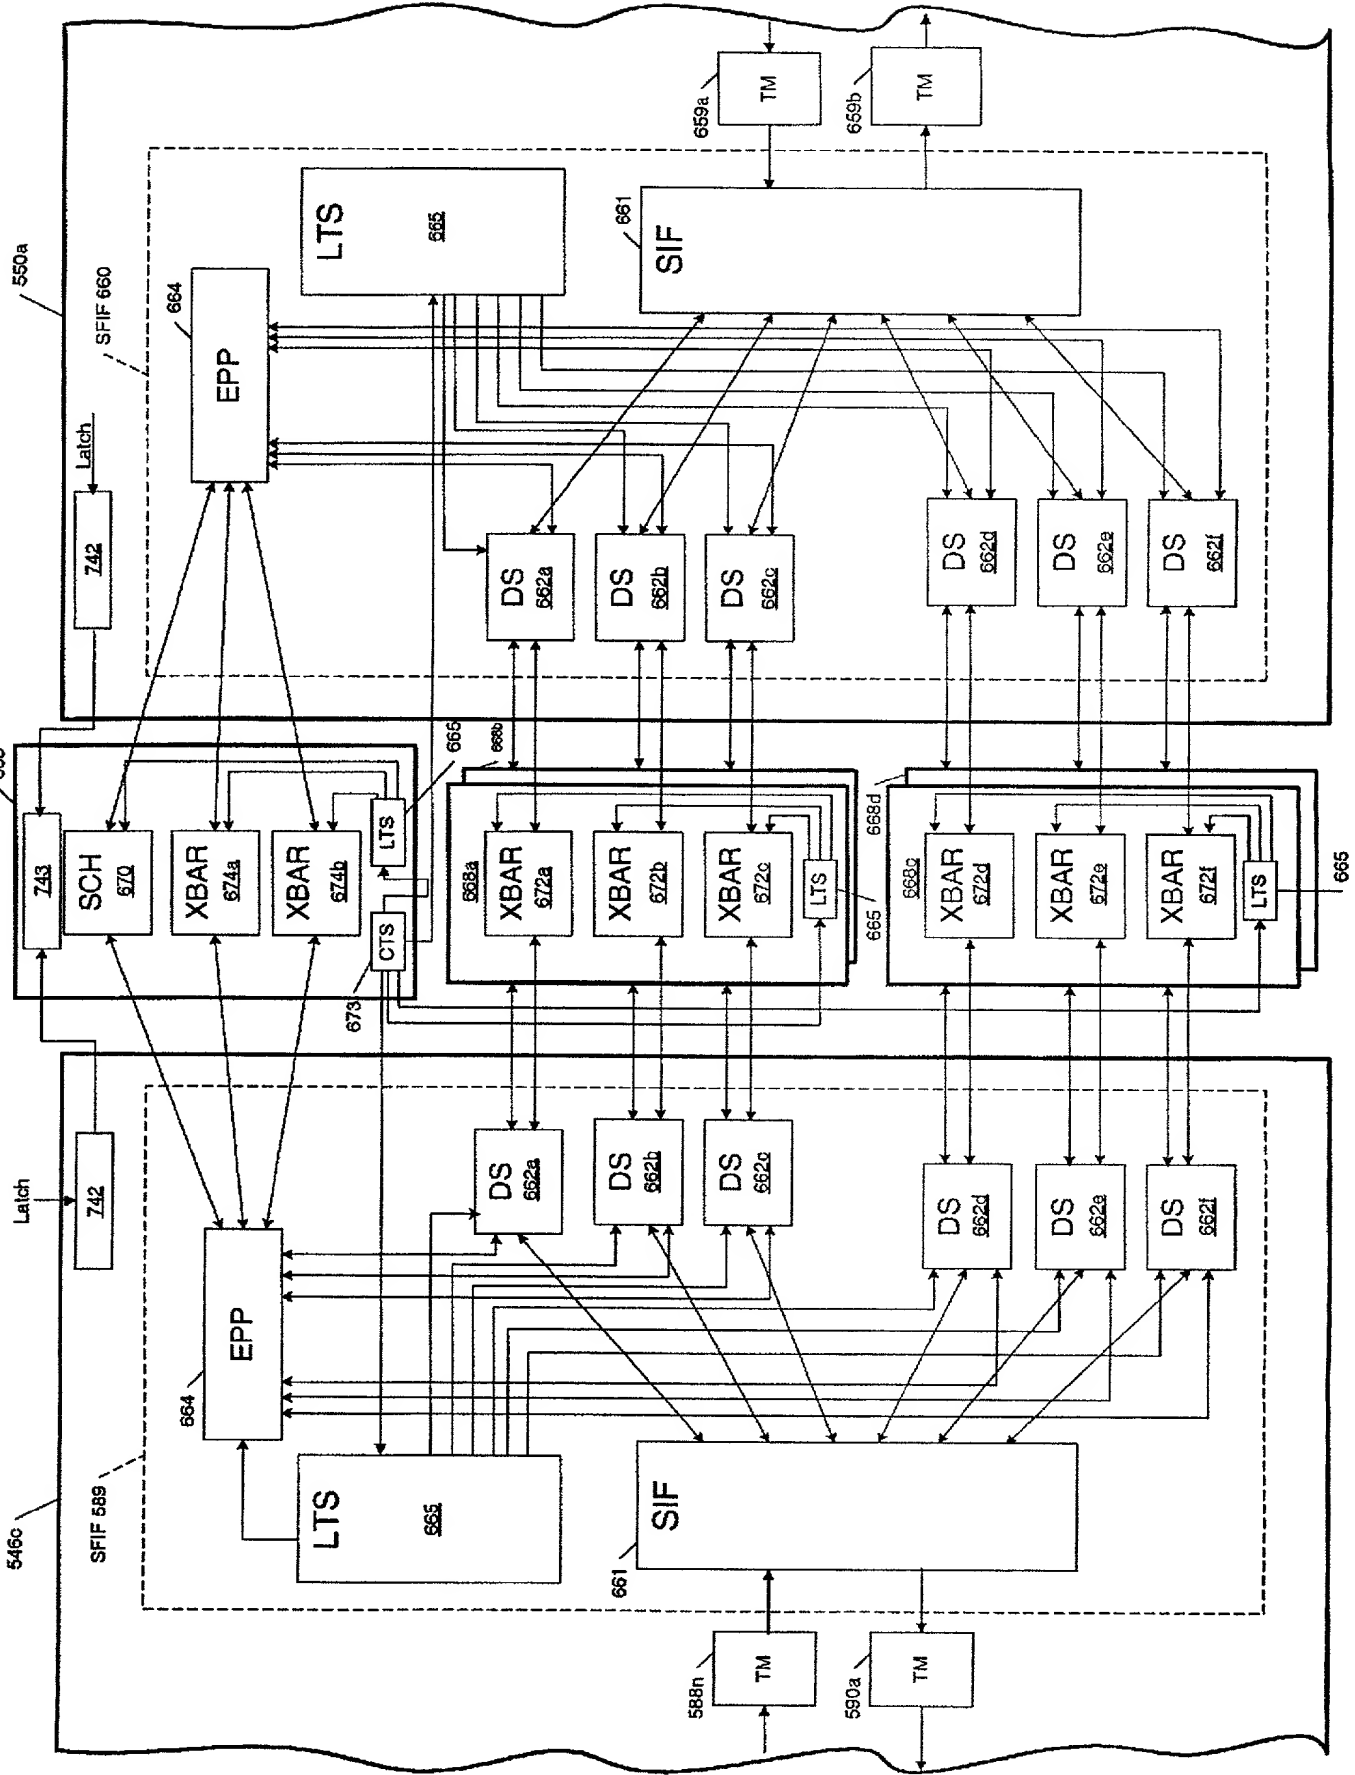 550a
SFIF 660
664
EPP
Latch
742
LTS
665
SIF
661
659a
TM
659b
TM
DS
662a
DS
662b
DS
662c
DS
662d
DS
662e
DS
662f
743
SCH
670
XBAR
674a
XBAR
674b
LTS
665
CTS
673
668b
668a
XBAR
672a
XBAR
672b
XBAR
672c
LTS
665
668d
668c
XBAR
672d
XBAR
672e
XBAR
672f
LTS
665
546c
SFIF 589
664
EPP
Latch
742
LTS
665
SIF
661
588n
TM
590a
TM
DS
662a
DS
662b
DS
662c
DS
662d
DS
662e
DS
662f